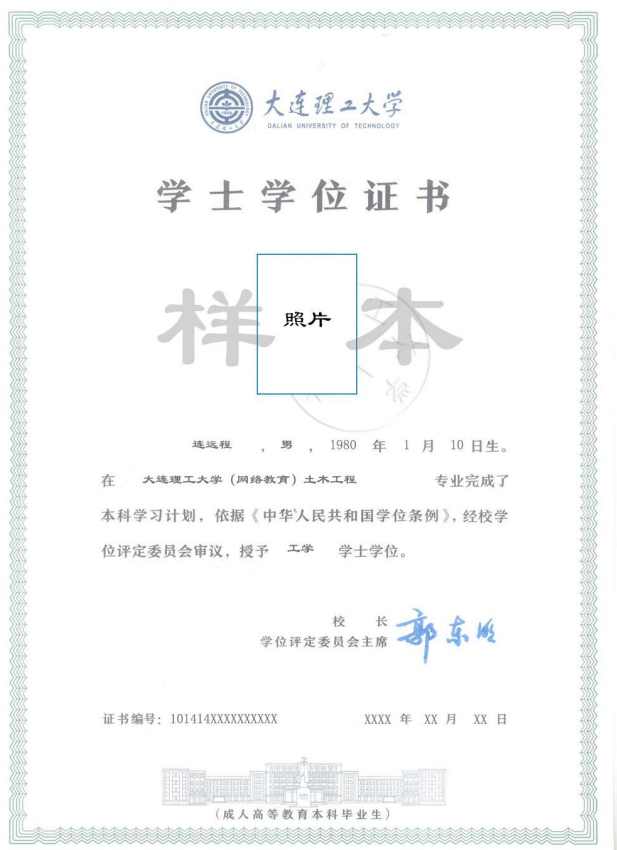 大连理工大学
DALIAN UNIVERSITY OF TECHNOLOGY
学士学位证书
样本
照片
连远程 , 男 , 1980 年 1 月 10 日生。
在 大连理工大学（网络教育）土木工程 专业完成了
本科学习计划，依据《中华人民共和国学位条例》，经校学
位评定委员会审议，授予 工学 学士学位。
校 长
学位评定委员会主席 郭东明
证书编号：101414XXXXXXXXXX XXXX 年 XX 月 XX 日
（成人高等教育本科毕业生）